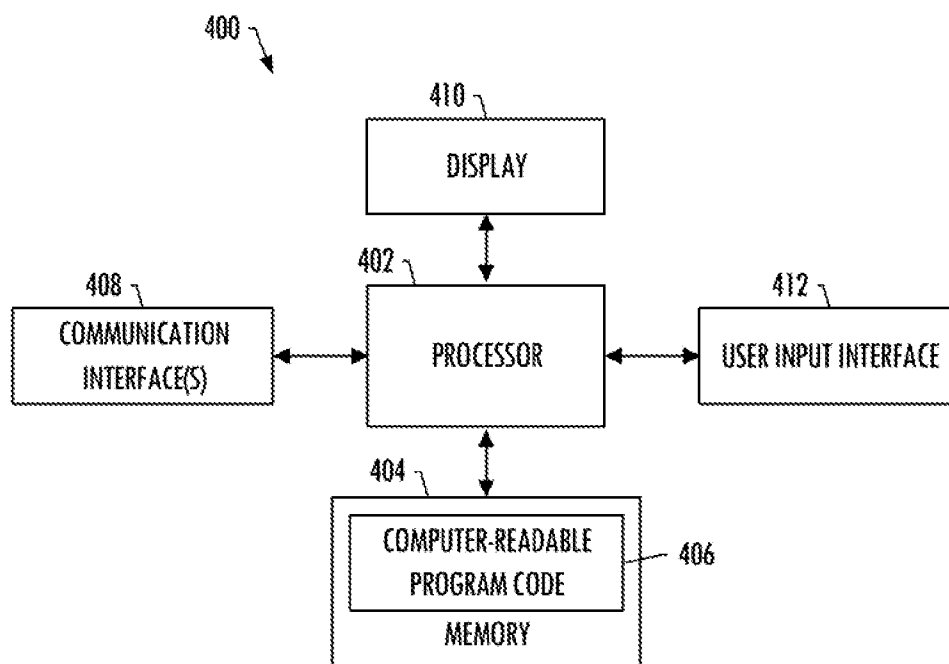 400
410
DISPLAY
402
408
412
COMMUNICATION
INTERFACE(S)
PROCESSOR
USER INPUT INTERFACE
404
COMPUTER-READABLE
PROGRAM CODE
406
MEMORY